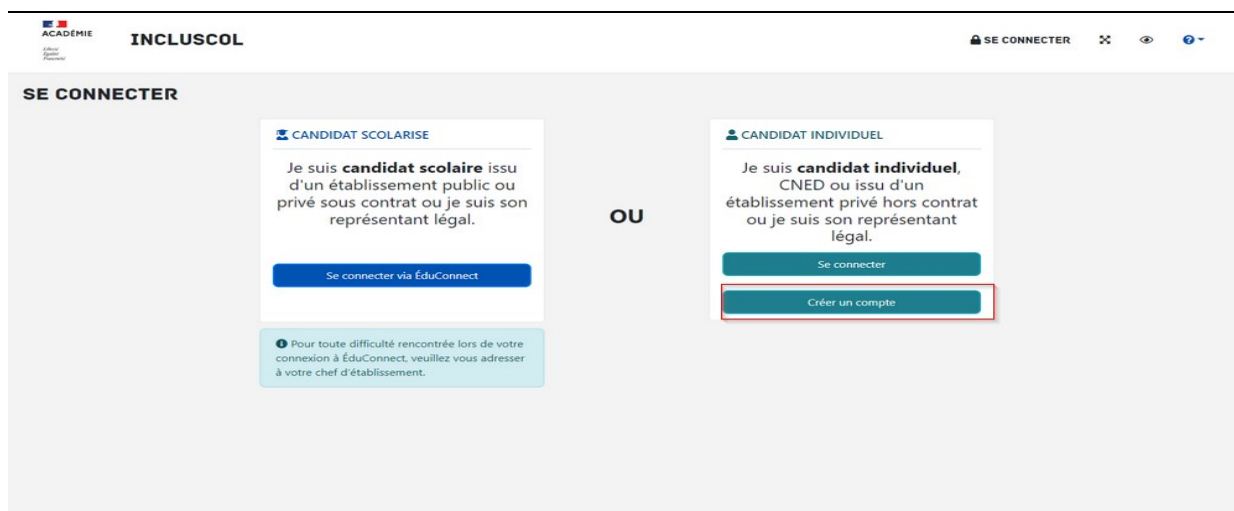 ACADÉMIE
Liberté
Égalité
Fraternité
INCLUSCOL
SE CONNECTER
SE CONNECTER
CANDIDAT SCOLARISE
Je suis candidat scolaire issu
d'un établissement public ou
privé sous contrat ou je suis son
représentant légal.
Se connecter via ÉduConnect
Pour toute difficulté rencontrée lors de votre
connexion à ÉduConnect, veuillez vous adresser
à votre chef d'établissement.
OU
CANDIDAT INDIVIDUEL
Je suis candidat individuel,
CNED ou issu d'un
établissement privé hors contrat
ou je suis son représentant
légal.
Se connecter
Créer un compte